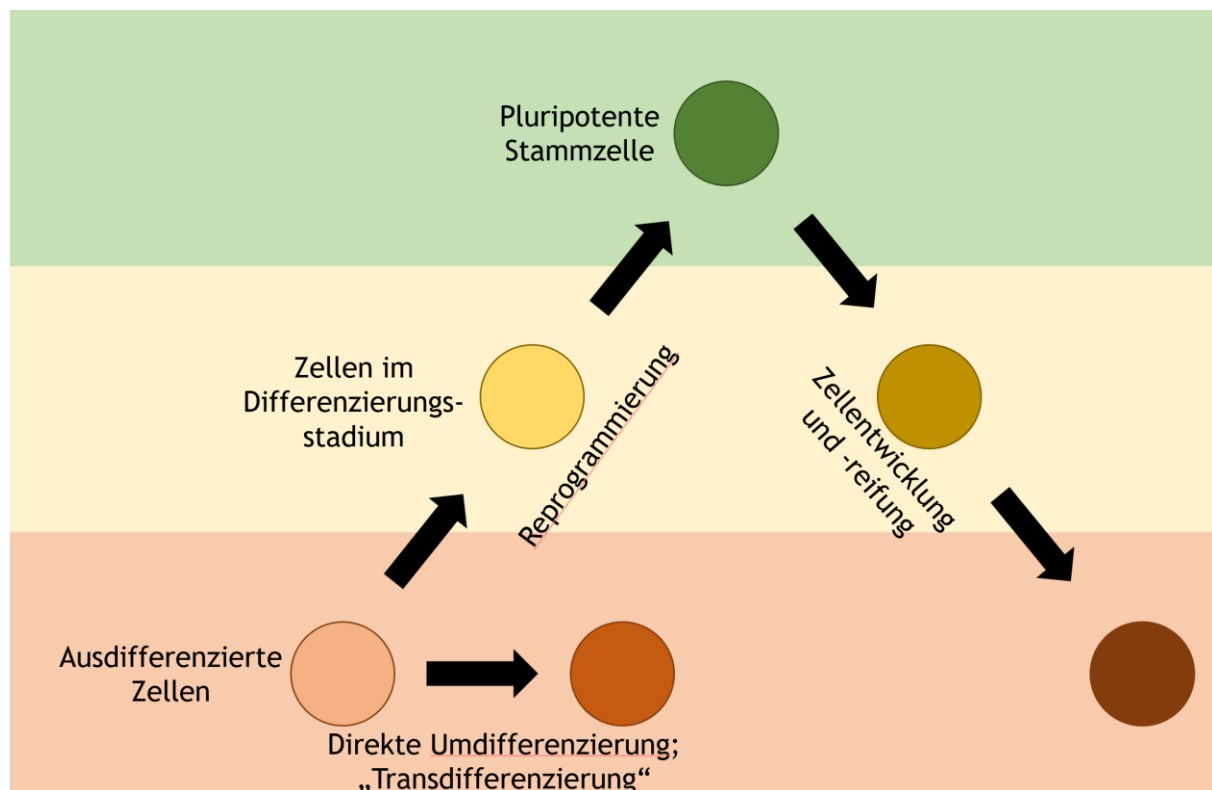 Pluripotente
Stammzelle
Zellen im
Differenzierungs-
stadium
Reprogrammierung
Zellentwicklung
und -reifung
Ausdifferenzierte
Zellen
Direkte Umdifferenzierung;
„Transdifferenzierung“